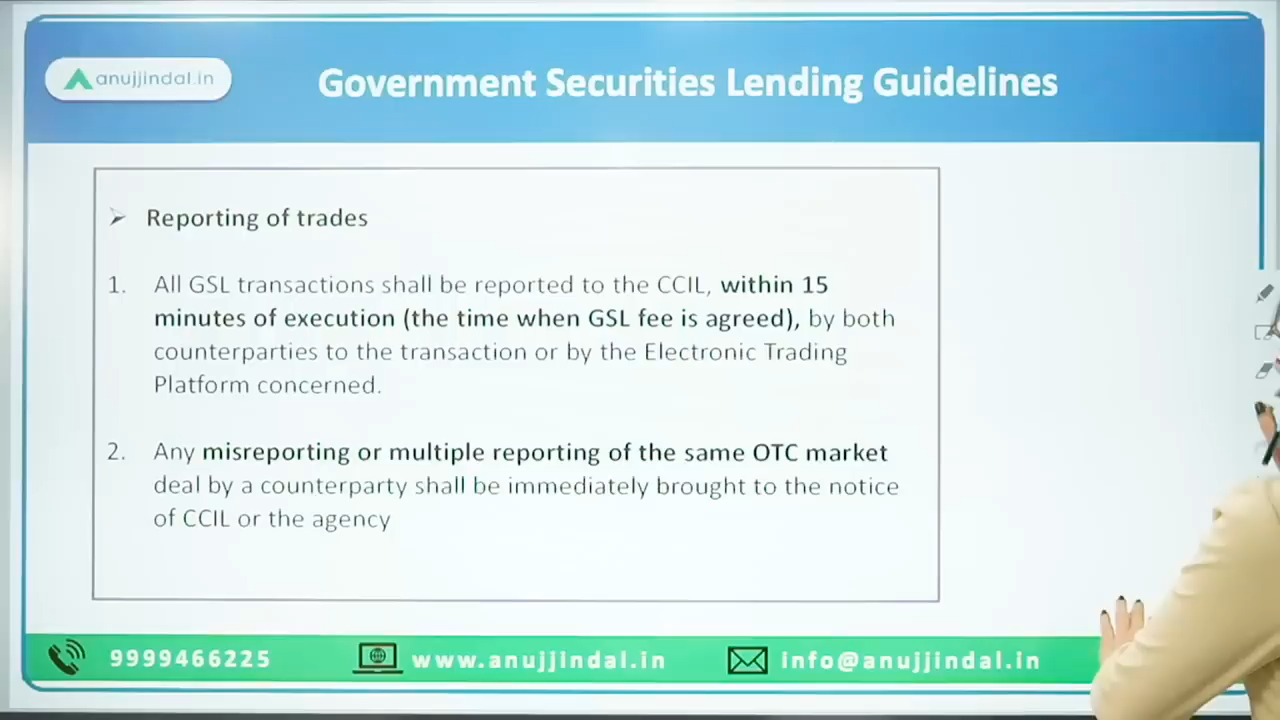 anujjindal.in
Government Securities Lending Guidelines
Reporting of trades
1. All GSL transactions shall be reported to the CCIL, within 15
minutes of execution (the time when GSL fee is agreed), by both
counterparties to the transaction or by the Electronic Trading
Platform concerned.
2. Any misreporting or multiple reporting of the same OTC market
deal by a counterparty shall be immediately brought to the notice
of CCIL or the agency
9999466225 www.anujjindal.in info@anujjindal.in